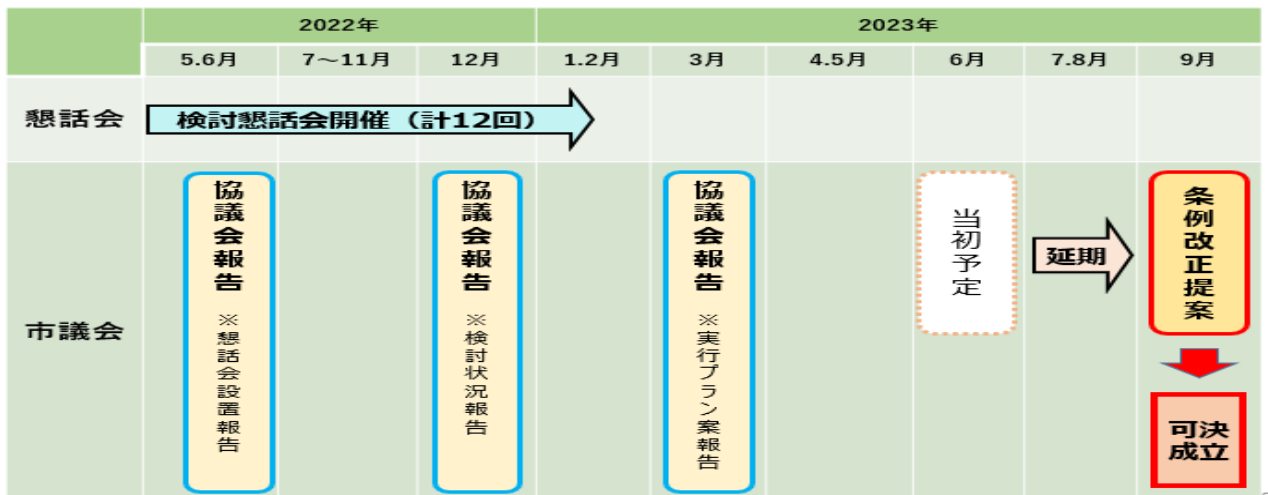 2022年
2023年
5.6月
7～11月
12月
1.2月
3月
4.5月
6月
7.8月
9月
懇話会
検討懇話会開催（計12回）
市議会
協議会報告
※懇話会設置報告
協議会報告
※検討状況報告
協議会報告
※実行プラン案報告
当初予定
延期
条例改正提案
可決
成立